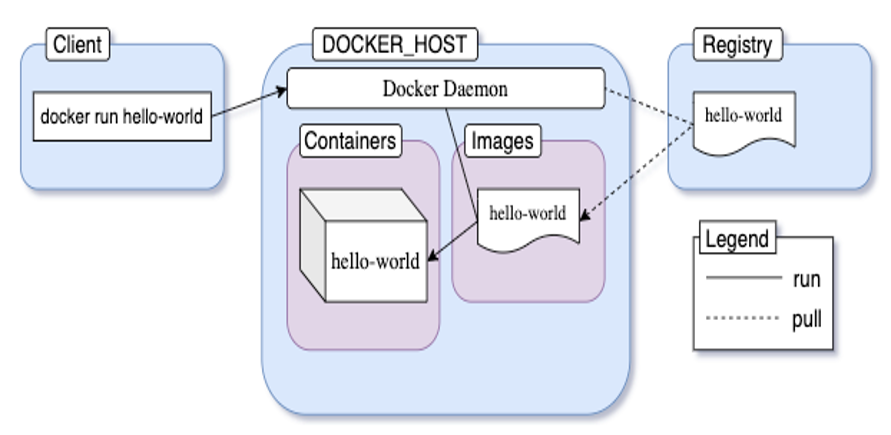 Client
docker run hello-world
DOCKER_HOST
Docker Daemon
Containers
hello-world
Images
hello-world
Registry
hello-world
Legend
run
pull